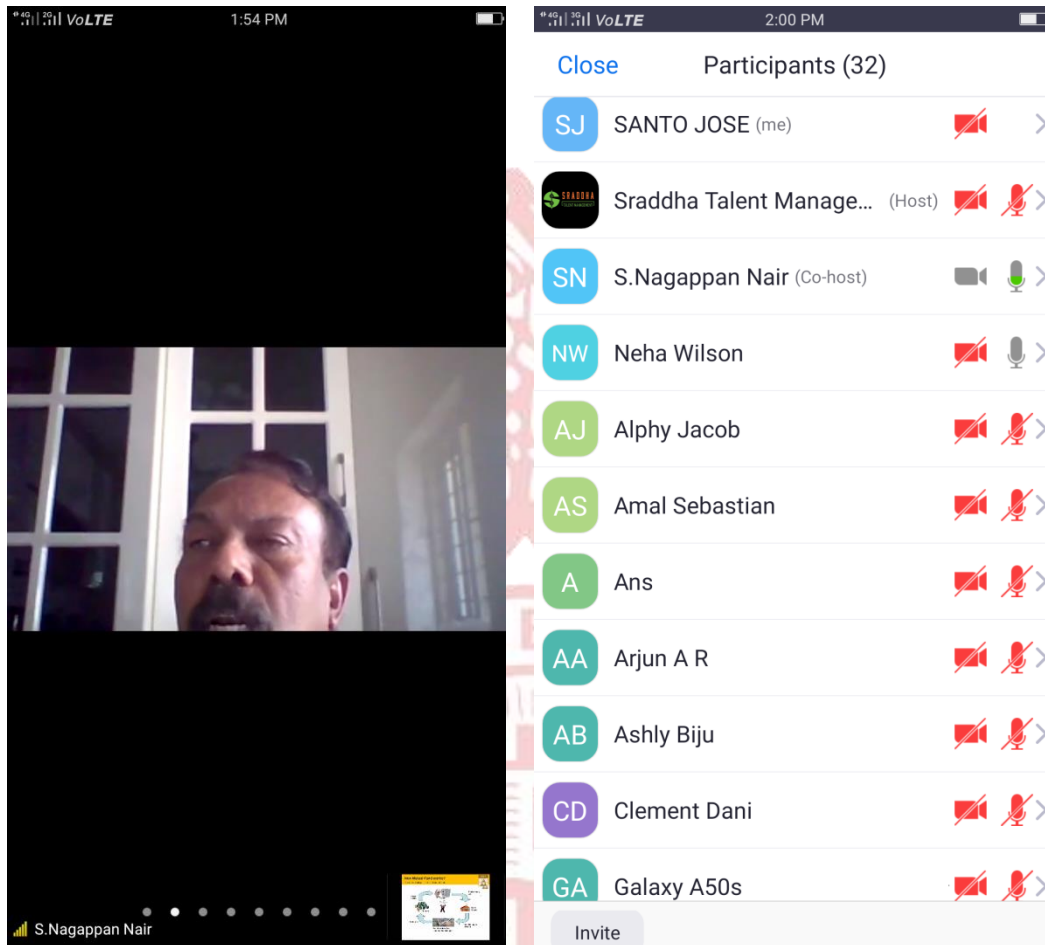 4G 2G VoLTE 1:54 PM
S.Nagappan Nair
4G 3G VoLTE 2:00 PM
Close Participants (32)
SJ SANTO JOSE (me)
SRADDHA Sraddha Talent Manage... (Host)
SN S.Nagappan Nair (Co-host)
NW Neha Wilson
AJ Alphy Jacob
AS Amal Sebastian
A Ans
AA Arjun A R
AB Ashly Biju
CD Clement Dani
GA Galaxy A50s
Invite